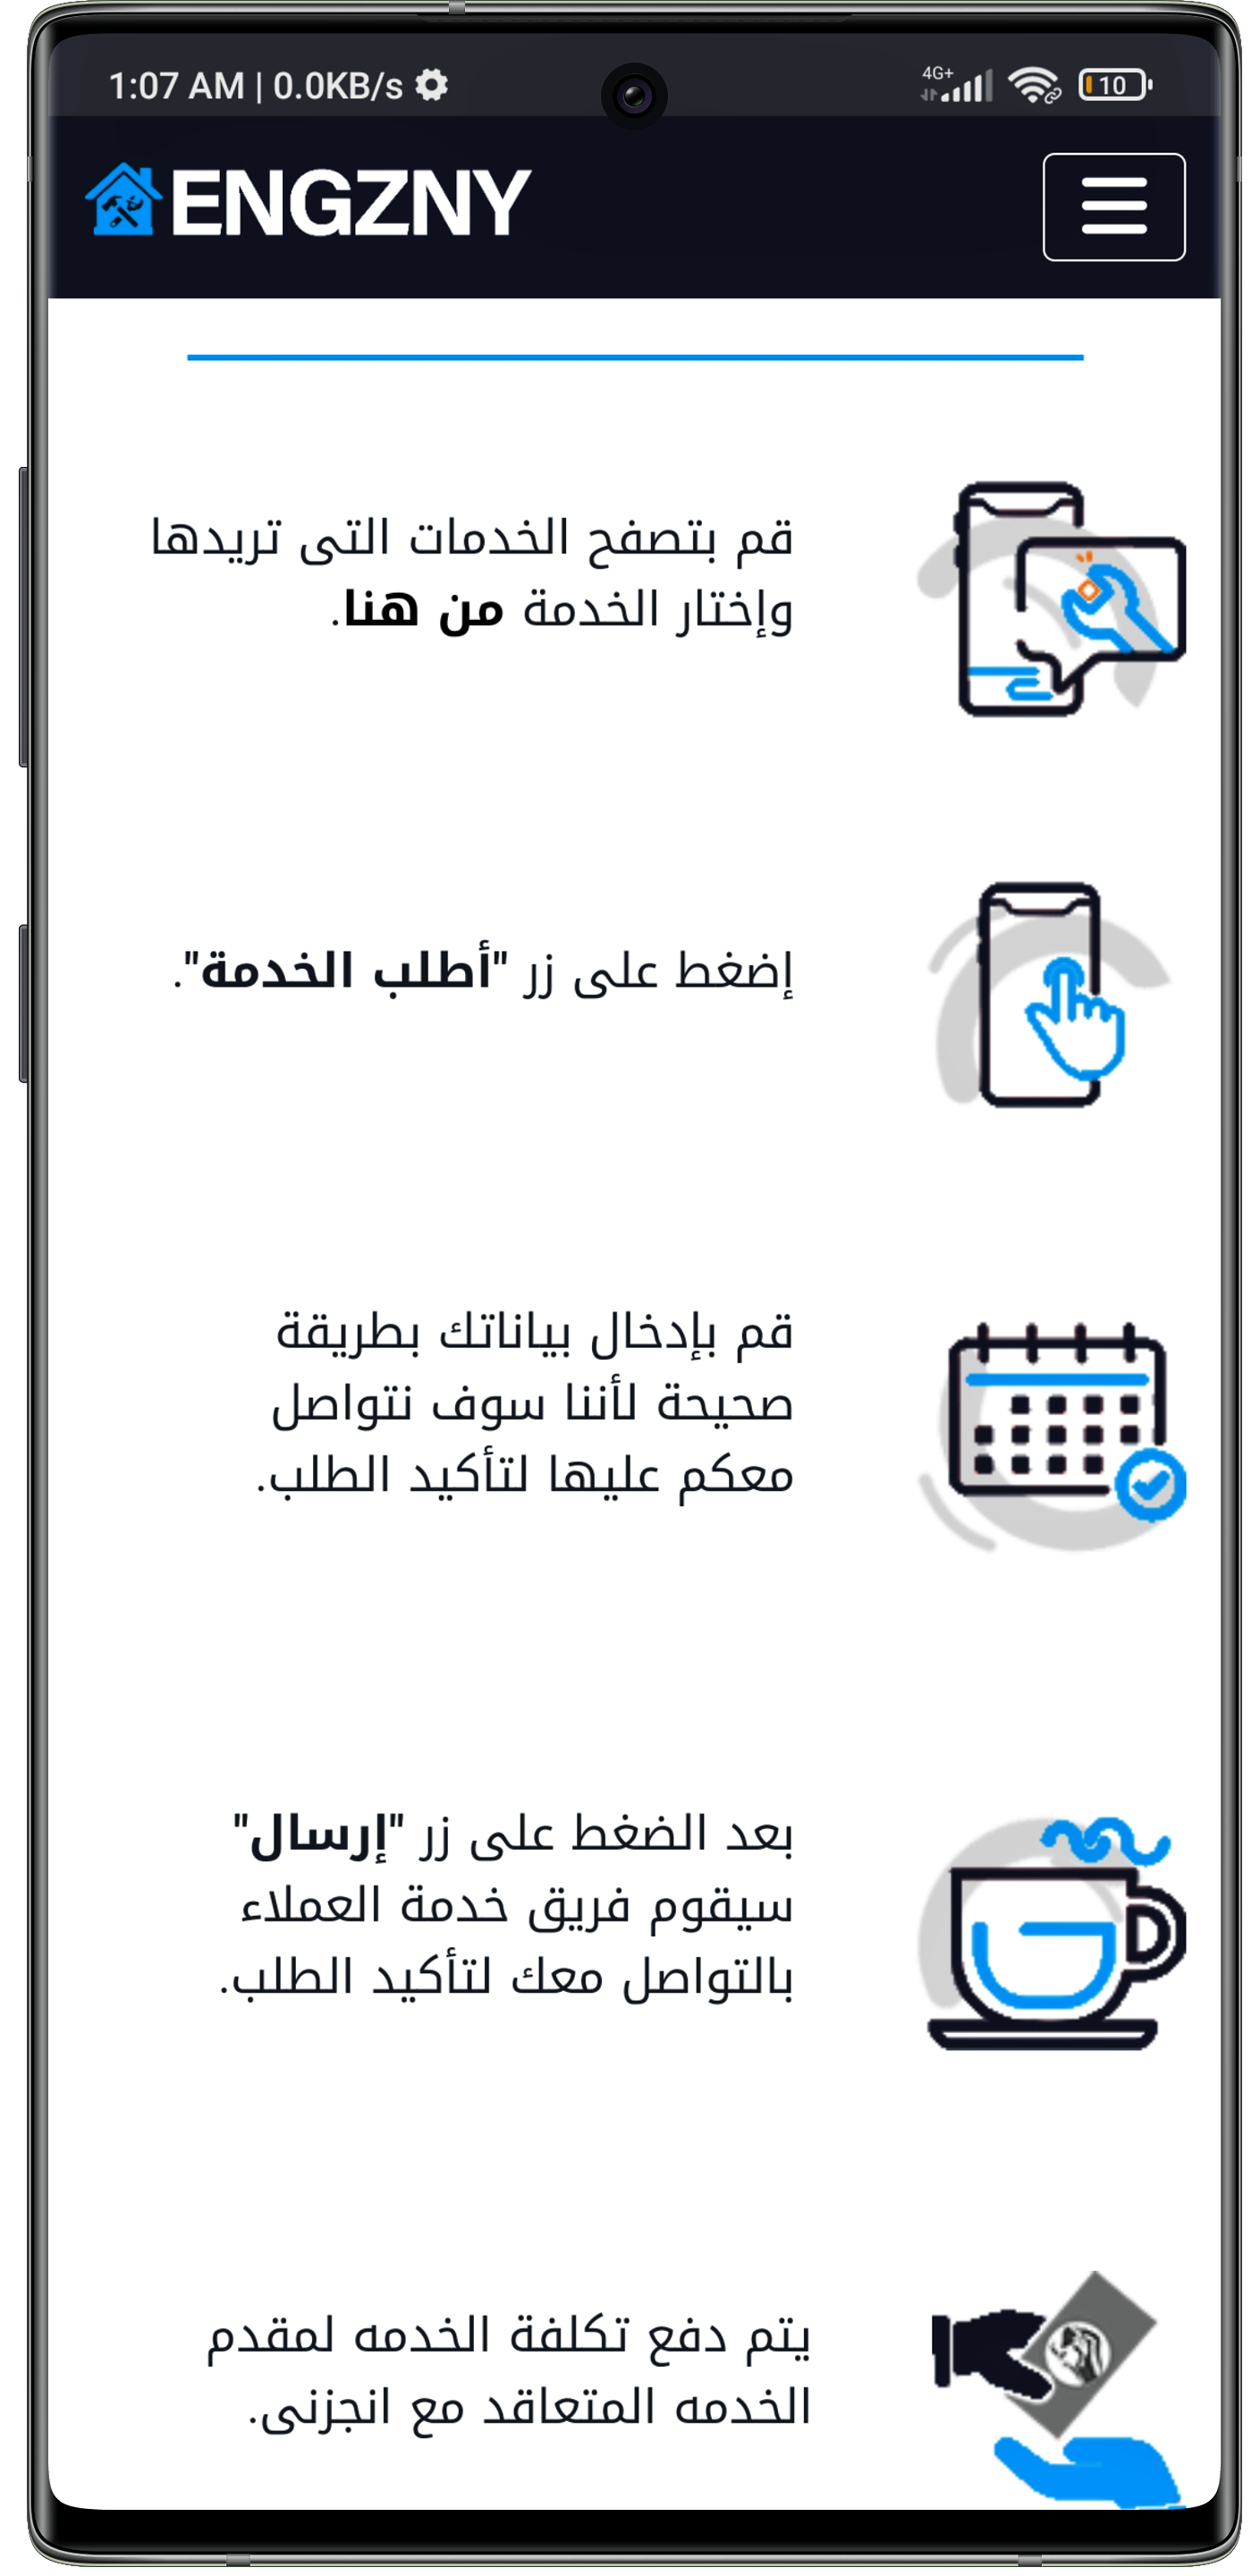 1:07 AM | 0.0KB/s
4G+
10
ENGZNY
قم بتصفح الخدمات التى تريدها
وإختار الخدمة من هنا.
إضغط على زر "أطلب الخدمة".
قم بإدخال بياناتك بطريقة
صحيحة لأننا سوف نتواصل
معكم عليها لتأكيد الطلب.
بعد الضغط على زر "إرسال"
سيقوم فريق خدمة العملاء
بالتواصل معك لتأكيد الطلب.
يتم دفع تكلفة الخدمه لمقدم
الخدمه المتعاقد مع انجزنى.